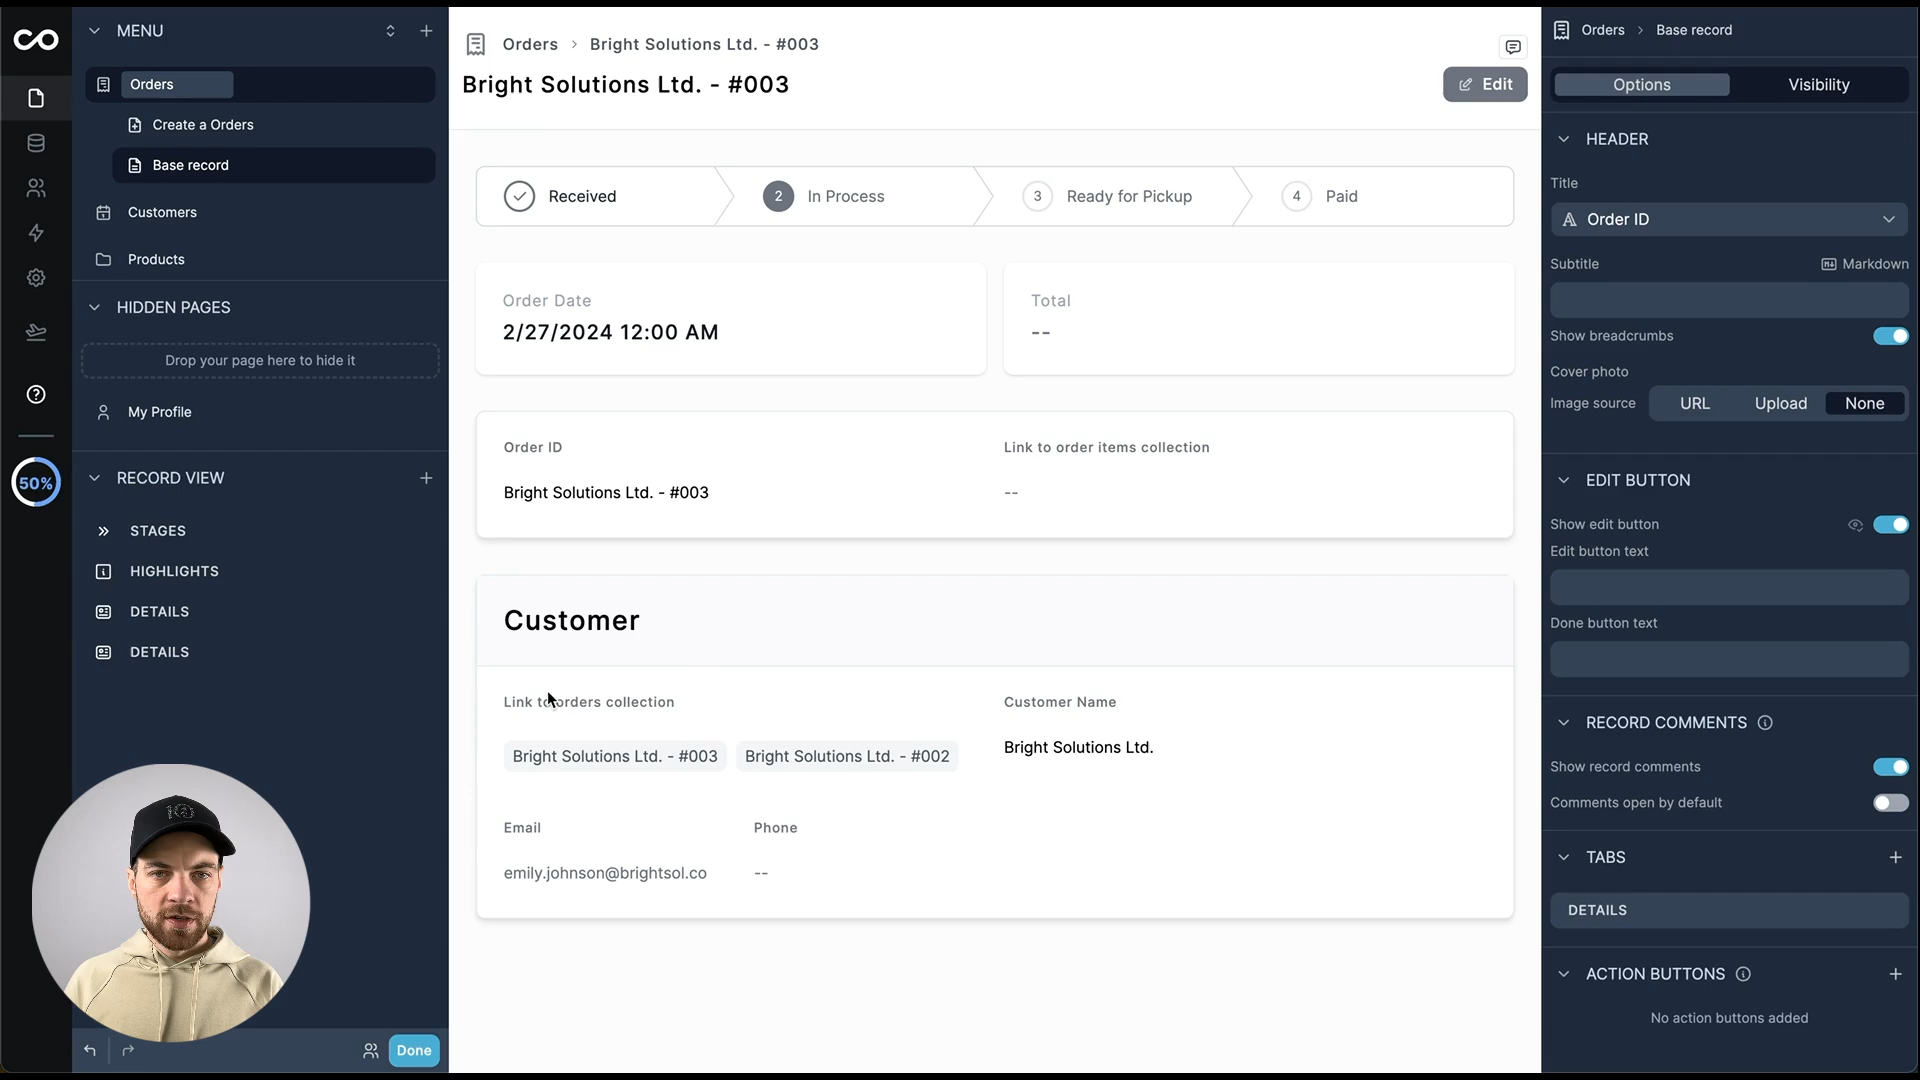 MENU
Orders
Create a Orders
Base record
Customers
Products
HIDDEN PAGES
Drop your page here to hide it
My Profile
50%
RECORD VIEW
STAGES
HIGHLIGHTS
DETAILS
DETAILS
Done
Orders > Bright Solutions Ltd. - #003
Bright Solutions Ltd. - #003
Edit
Received
2 In Process
3 Ready for Pickup
4 Paid
Order Date
2/27/2024 12:00 AM
Total
--
Order ID
Bright Solutions Ltd. - #003
Link to order items collection
--
Customer
Link to orders collection
Bright Solutions Ltd. - #003 Bright Solutions Ltd. - #002
Customer Name
Bright Solutions Ltd.
Email
emily.johnson@brightsol.co
Phone
--
Orders > Base record
Options Visibility
HEADER
Title
Order ID
Subtitle Markdown
Show breadcrumbs
Cover photo
Image source URL Upload None
EDIT BUTTON
Show edit button
Edit button text
Done button text
RECORD COMMENTS
Show record comments
Comments open by default
TABS
DETAILS
ACTION BUTTONS
No action buttons added